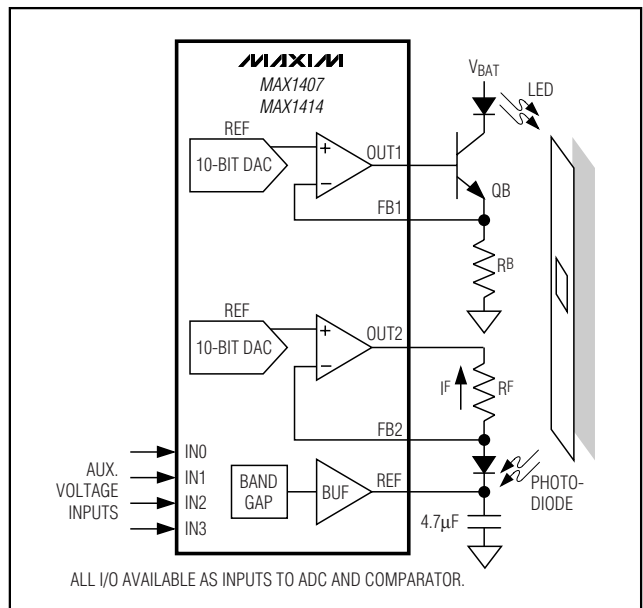 MAXIM
MAX1407
MAX1414
VBAT
LED
REF
10-BIT DAC
+
−
OUT1
QB
FB1
RB
REF
10-BIT DAC
+
−
OUT2
IF
RF
FB2
AUX.
VOLTAGE
INPUTS
IN0
IN1
IN2
IN3
BAND
GAP
BUF
REF
PHOTO-
DIODE
4.7µF
ALL I/O AVAILABLE AS INPUTS TO ADC AND COMPARATOR.